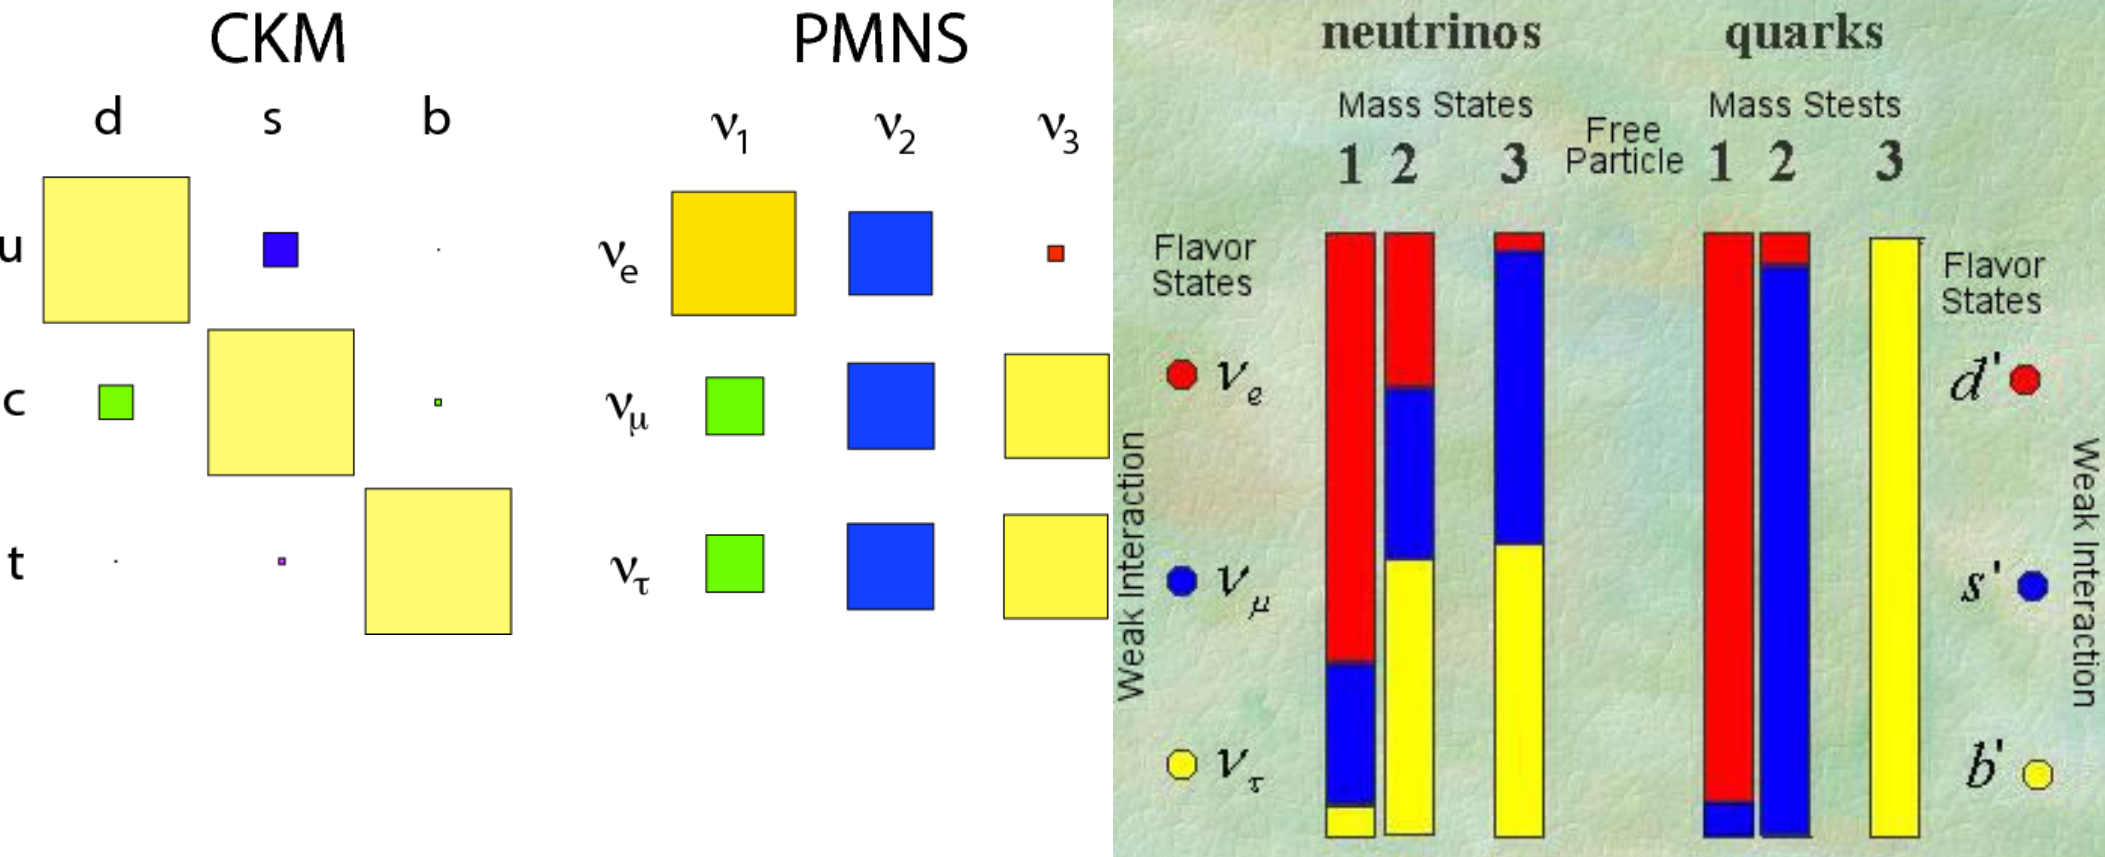 CKM
d s b
u
c
t
PMNS
ν1 ν2 ν3
νe
νμ
ντ
neutrinos quarks
Mass States Mass Stests
Free
Particle
1 2 3 1 2 3
Flavor
States
νe
νμ
ντ
Weak Interaction
Flavor
States
d'
s'
b'
Weak Interaction